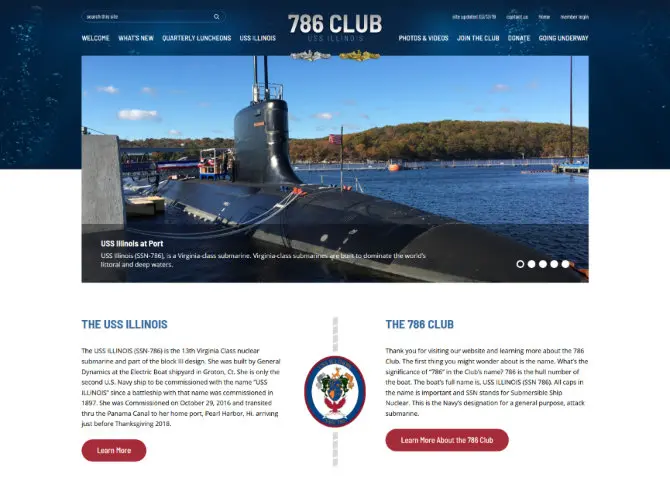 search this site
786 CLUB
USS ILLINOIS
site updated 03/13/19 contact us home member login
WELCOME WHAT'S NEW QUARTERLY LUNCHEONS USS ILLINOIS PHOTOS & VIDEOS JOIN THE CLUB DONATE GOING UNDERWAY
USS Illinois at Port
USS Illinois (SSN-786), is a Virginia-class submarine. Virginia-class submarines are built to dominate the world's
littoral and deep waters.
THE USS ILLINOIS
The USS ILLINOIS (SSN-786) is the 13th Virginia Class nuclear
submarine and part of the block III design. She was built by General
Dynamics at the Electric Boat shipyard in Groton, Ct. She is only the
second U.S. Navy ship to be commissioned with the name "USS
ILLINOIS" since a battleship with that name was commissioned in
1897. She was Commissioned on October 29, 2016 and transited
thru the Panama Canal to her home port, Pearl Harbor, Hi. arriving
just before Thanksgiving 2018.
Learn More
THE 786 CLUB
Thank you for visiting our website and learning more about the 786
Club. The first thing you might wonder about is the name. What's the
significance of "786" in the Club's name? 786 is the hull number of
the boat. The boat's full name is, USS ILLINOIS (SSN 786). All caps in
the name is important and SSN stands for Submersible Ship
Nuclear. This is the Navy's designation for a general purpose, attack
submarine.
Learn More About the 786 Club